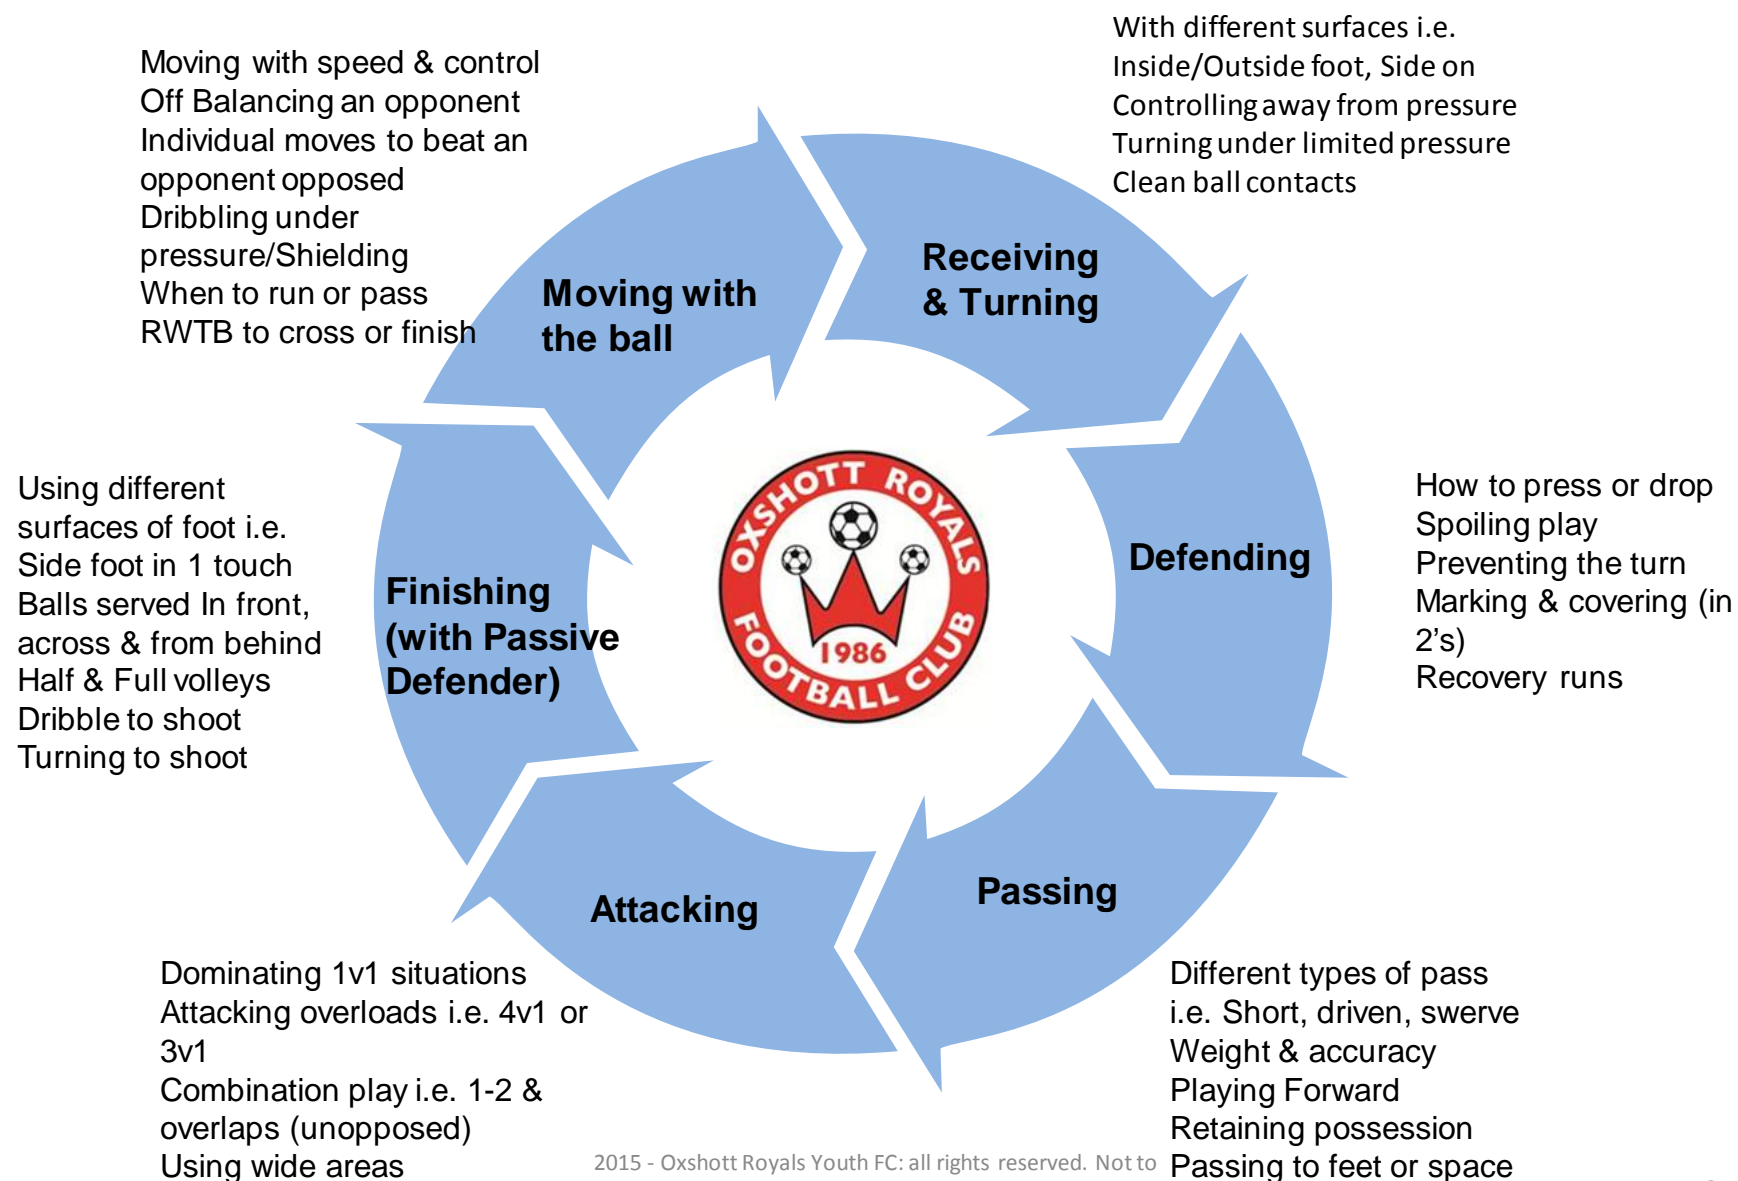 Moving with speed & control
Off Balancing an opponent
Individual moves to beat an
opponent opposed
Dribbling under
pressure/Shielding
When to run or pass
RWTB to cross or finish
With different surfaces i.e.
Inside/Outside foot, Side on
Controlling away from pressure
Turning under limited pressure
Clean ball contacts
Moving with
the ball
Receiving
& Turning
Using different
surfaces of foot i.e.
Side foot in 1 touch
Balls served In front,
across & from behind
Half & Full volleys
Dribble to shoot
Turning to shoot
Finishing
(with Passive
Defender)
OXSHOTT ROYALS
1986
FOOTBALL CLUB
Defending
How to press or drop
Spoiling play
Preventing the turn
Marking & covering (in
2's)
Recovery runs
Attacking
Passing
Dominating 1v1 situations
Attacking overloads i.e. 4v1 or
3v1
Combination play i.e. 1-2 &
overlaps (unopposed)
Using wide areas
Different types of pass
i.e. Short, driven, swerve
Weight & accuracy
Playing Forward
Retaining possession
Passing to feet or space
2015 - Oxshott Royals Youth FC: all rights reserved. Not to